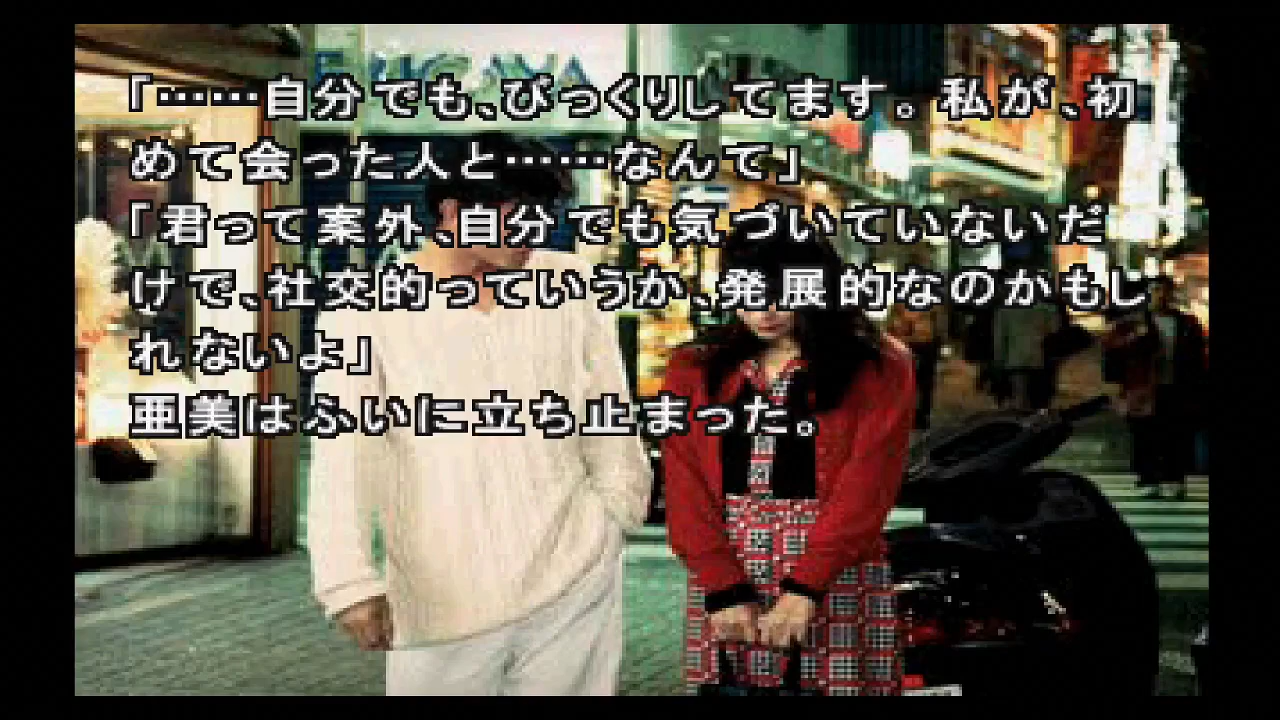 「……自分でも、びっくりしてます。私が、初
めて会った人と……なんて」
「君って案外、自分でも気づいていないだ
けで、社交的っていうか、発展的なのかもし
れないよ」
亜美はふいに立ち止まった。